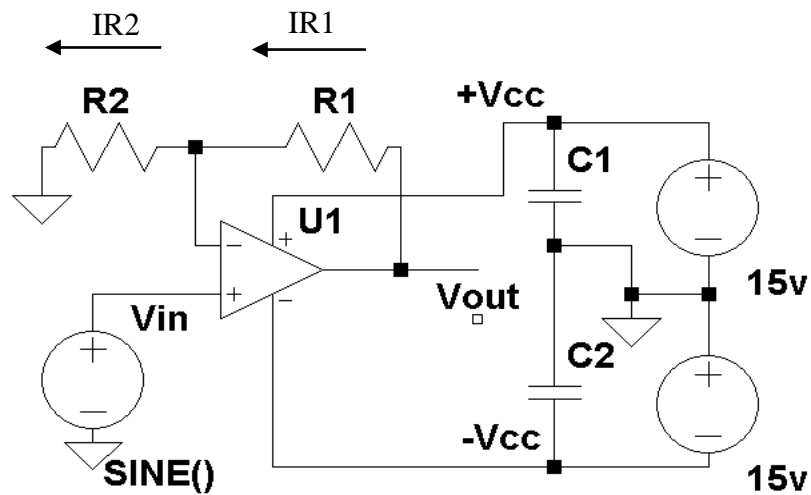 IR2 IR1
R2 R1 +Vcc
C1
U1
+
−
+
−
+
−
15v
Vin
Vout
+
−
C2
+
−
-Vcc
SINE()
15v